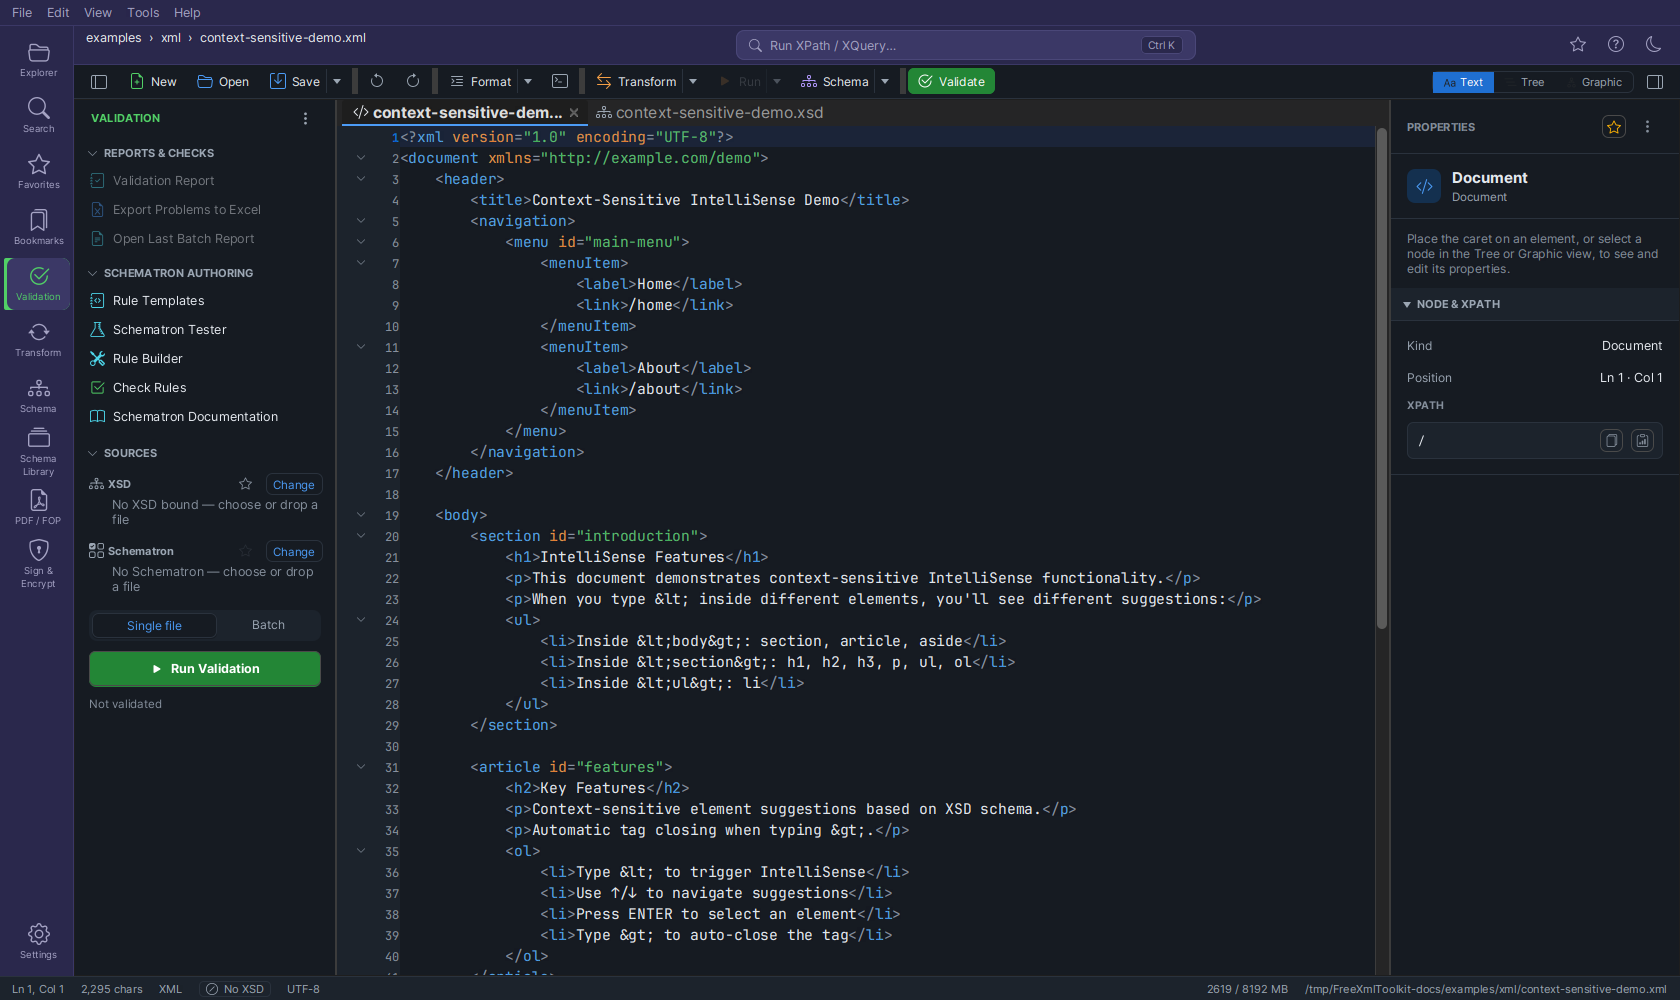 File Edit View Tools Help
examples › xml › context-sensitive-demo.xml
Run XPath / XQuery... Ctrl K
New Open Save Format Transform Run Schema Validate Aa Text Tree Graphic
Explorer
Search
Favorites
Bookmarks
Validation
Transform
Schema
Schema
Library
PDF / FOP
Sign &
Encrypt
Settings
VALIDATION
REPORTS & CHECKS
Validation Report
Export Problems to Excel
Open Last Batch Report
SCHEMATRON AUTHORING
Rule Templates
Schematron Tester
Rule Builder
Check Rules
Schematron Documentation
SOURCES
XSD Change
No XSD bound — choose or drop a
file
Schematron Change
No Schematron — choose or drop
a file
Single file Batch
Run Validation
Not validated
</> context-sensitive-dem... × context-sensitive-demo.xsd
1 <?xml version="1.0" encoding="UTF-8"?>
2 <document xmlns="http://example.com/demo">
3 <header>
4 <title>Context-Sensitive IntelliSense Demo</title>
5 <navigation>
6 <menu id="main-menu">
7 <menuItem>
8 <label>Home</label>
9 <link>/home</link>
10 </menuItem>
11 <menuItem>
12 <label>About</label>
13 <link>/about</link>
14 </menuItem>
15 </menu>
16 </navigation>
17 </header>
18
19 <body>
20 <section id="introduction">
21 <h1>IntelliSense Features</h1>
22 <p>This document demonstrates context-sensitive IntelliSense functionality.</p>
23 <p>When you type &lt; inside different elements, you'll see different suggestions:</p>
24 <ul>
25 <li>Inside &lt;body&gt;: section, article, aside</li>
26 <li>Inside &lt;section&gt;: h1, h2, h3, p, ul, ol</li>
27 <li>Inside &lt;ul&gt;: li</li>
28 </ul>
29 </section>
30
31 <article id="features">
32 <h2>Key Features</h2>
33 <p>Context-sensitive element suggestions based on XSD schema.</p>
34 <p>Automatic tag closing when typing &gt;.</p>
35 <ol>
36 <li>Type &lt; to trigger IntelliSense</li>
37 <li>Use ↑/↓ to navigate suggestions</li>
38 <li>Press ENTER to select an element</li>
39 <li>Type &gt; to auto-close the tag</li>
40 </ol>
41 </article>
PROPERTIES
</> Document
Document
Place the caret on an element, or select a
node in the Tree or Graphic view, to see and
edit its properties.
NODE & XPATH
Kind Document
Position Ln 1 · Col 1
XPATH
/
Ln 1, Col 1 2,295 chars XML No XSD UTF-8 2619 / 8192 MB /tmp/FreeXmlToolkit-docs/examples/xml/context-sensitive-demo.xml